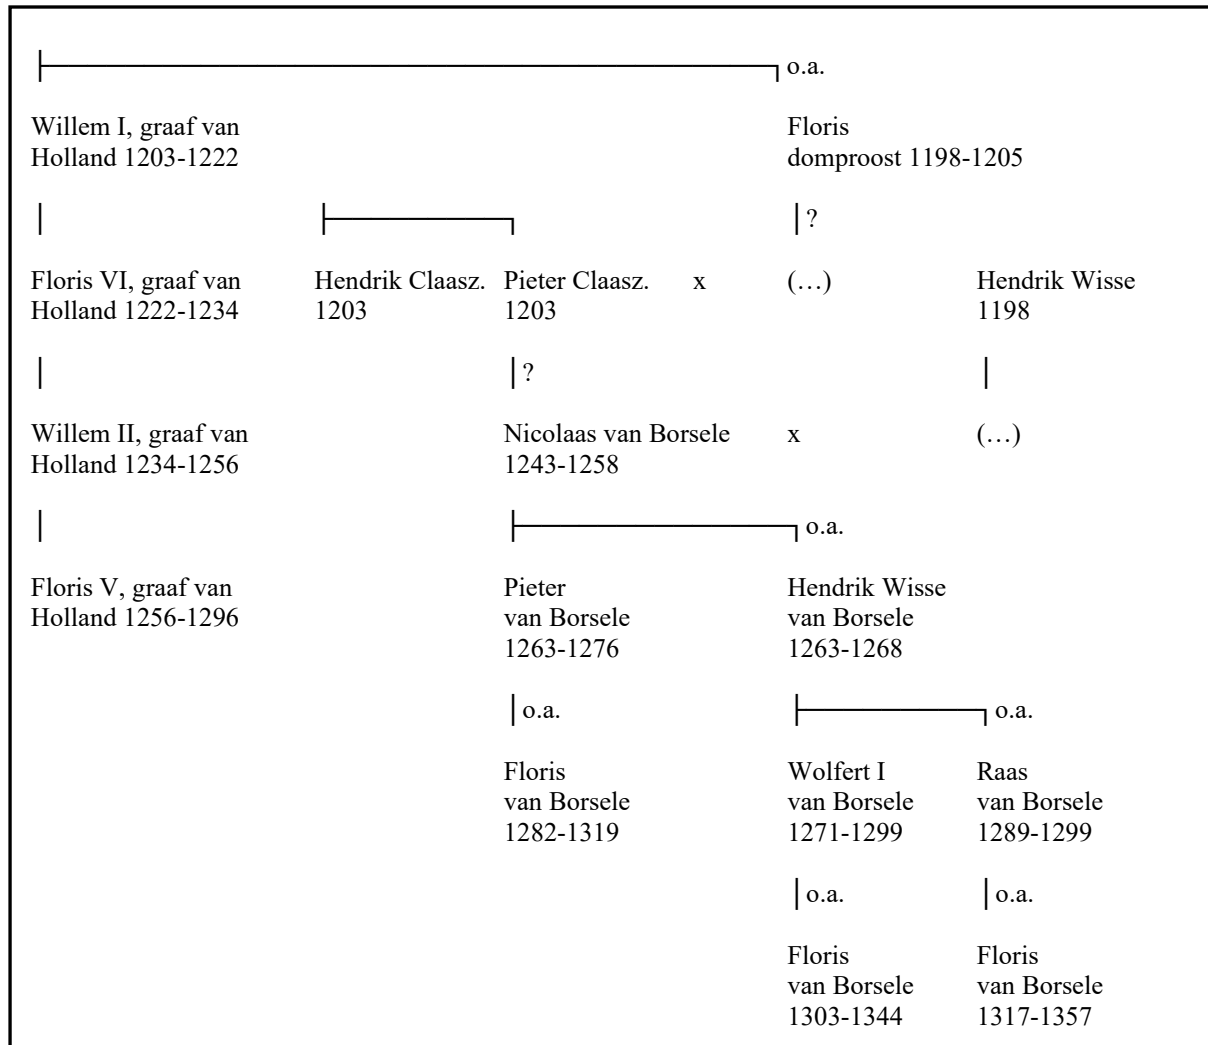 o.a.
Willem I, graaf van Floris
Holland 1203-1222 domproost 1198-1205
?
Floris VI, graaf van Hendrik Claasz. Pieter Claasz. x (…) Hendrik Wisse
Holland 1222-1234 1203 1203 1198
?
Willem II, graaf van Nicolaas van Borsele x (…)
Holland 1234-1256 1243-1258
o.a.
Floris V, graaf van Pieter Hendrik Wisse
Holland 1256-1296 van Borsele van Borsele
1263-1276 1263-1268
o.a. o.a.
Floris Wolfert I Raas
van Borsele van Borsele van Borsele
1282-1319 1271-1299 1289-1299
o.a. o.a.
Floris Floris
van Borsele van Borsele
1303-1344 1317-1357